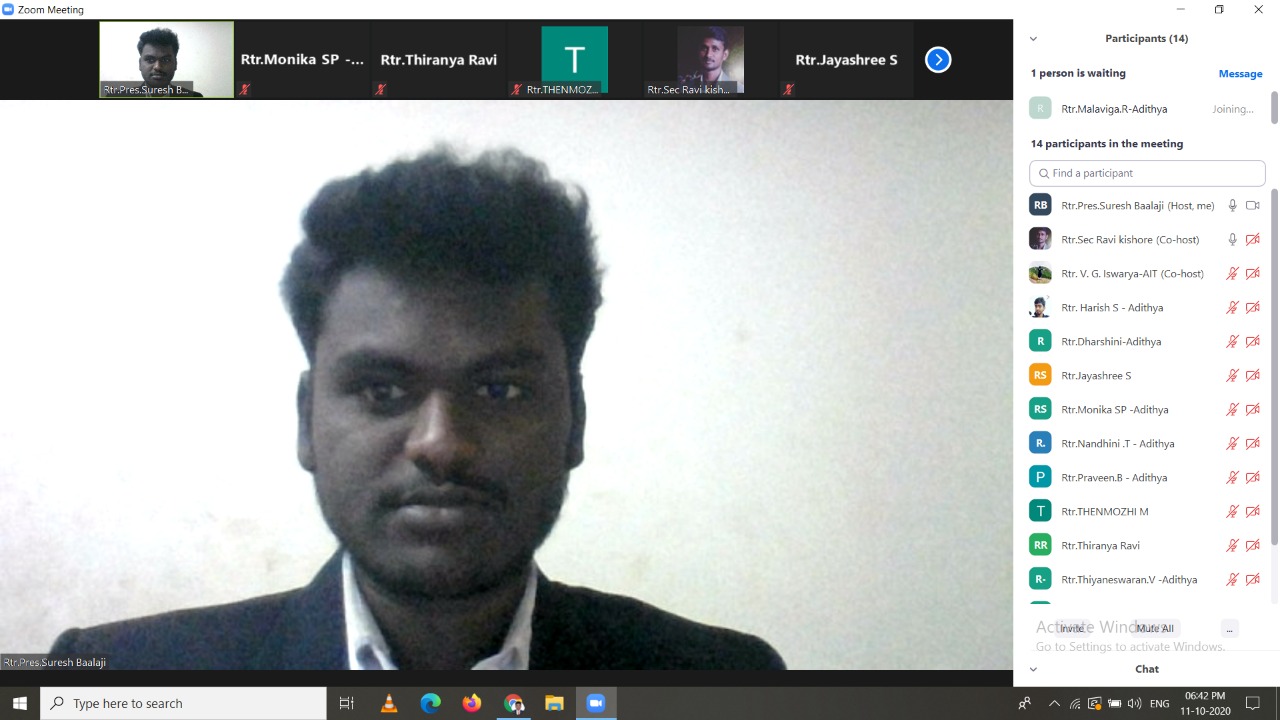 Zoom Meeting
Rtr.Pres.Suresh B...
Rtr.Monika SP -...
Rtr.Thiranya Ravi
T
Rtr.THENMOZ...
Rtr.Sec Ravi kish...
Rtr.Jayashree S
Participants (14)
1 person is waiting
Message
R
Rtr.Malaviga.R-Adithya
Joining...
14 participants in the meeting
Find a participant
RB Rtr.Pres.Suresh Baalaji (Host, me)
Rtr.Sec Ravi kishore (Co-host)
Rtr. V. G. Iswarya-AIT (Co-host)
Rtr. Harish S - Adithya
R Rtr.Dharshini-Adithya
RS Rtr.Jayashree S
RS Rtr.Monika SP -Adithya
R. Rtr.Nandhini .T - Adithya
P Rtr.Praveen.B - Adithya
T Rtr.THENMOZHI M
RR Rtr.Thiranya Ravi
R- Rtr.Thiyaneswaran.V -Adithya
Invite
Mute All
...
Activate Windows
Go to Settings to activate Windows.
Rtr.Pres.Suresh Baalaji
Chat
Type here to search
ENG
06:42 PM
11-10-2020